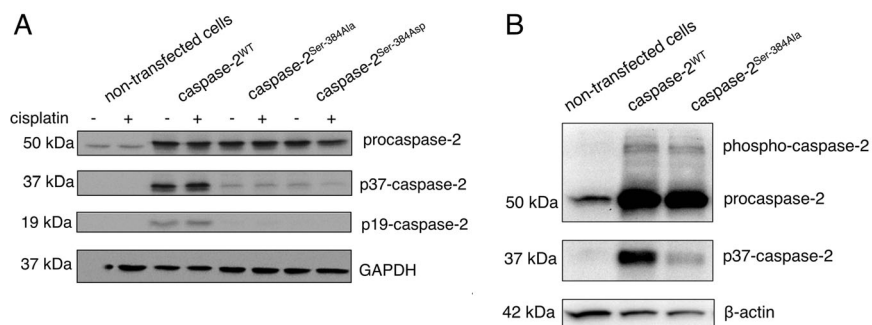 A
non-transfected cells
caspase-2WT
caspase-2Ser-384Ala
caspase-2Ser-384Asp
cisplatin - + - + - + - +
50 kDa procaspase-2
37 kDa p37-caspase-2
19 kDa p19-caspase-2
37 kDa GAPDH
B
non-transfected cells
caspase-2WT
caspase-2Ser-384Ala
phospho-caspase-2
50 kDa procaspase-2
37 kDa p37-caspase-2
42 kDa β-actin